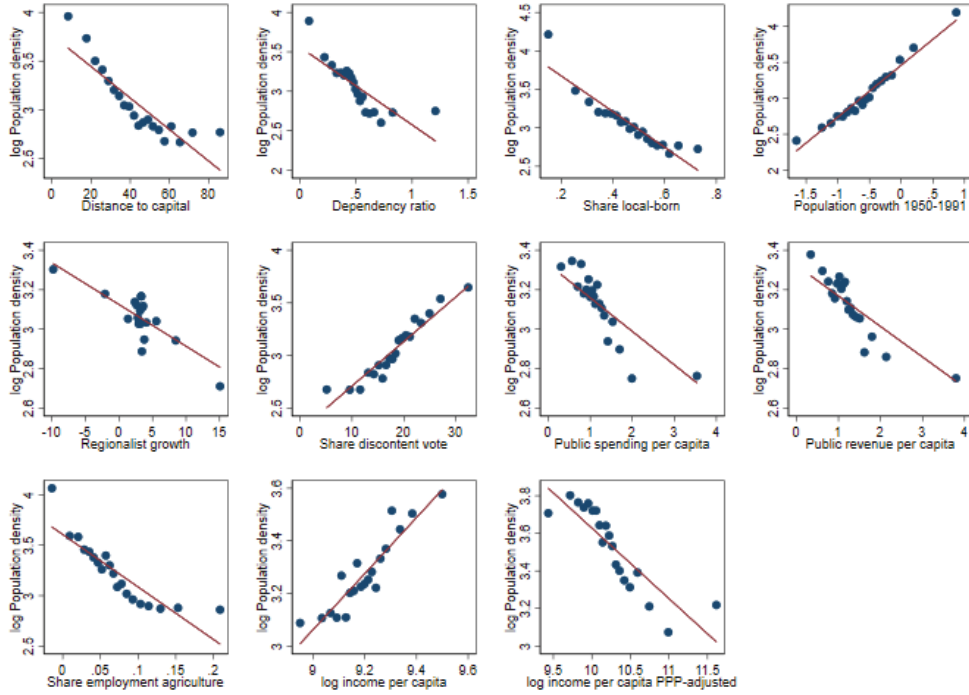 log Population density
2 2.5 3 3.5 4
0 20 40 60 80
Distance to capital
log Population density
2 2.5 3 3.5 4
0 .5 1 1.5
Dependency ratio
log Population density
2 2.5 3 3.5 4 4.5
.2 .4 .6 .8
Share local-born
log Population density
2 2.5 3 3.5 4
-1.5 -1 -.5 0 .5 1
Population growth 1950-1991
log Population density
2.6 2.8 3 3.2 3.4
-10 -5 0 5 10 15
Regionalist growth
log Population density
2.5 3 3.5 4
0 10 20 30
Share discontent vote
log Population density
2.6 2.8 3 3.2 3.4
0 1 2 3 4
Public spending per capita
log Population density
2.6 2.8 3 3.2 3.4
0 1 2 3 4
Public revenue per capita
log Population density
2.5 3 3.5 4
0 .05 .1 .15 .2
Share employment agriculture
log Population density
3 3.2 3.4 3.6
9 9.2 9.4 9.6
log income per capita
log Population density
3 3.2 3.4 3.6 3.8
9.5 10 10.5 11 11.5
log income per capita PPP-adjusted